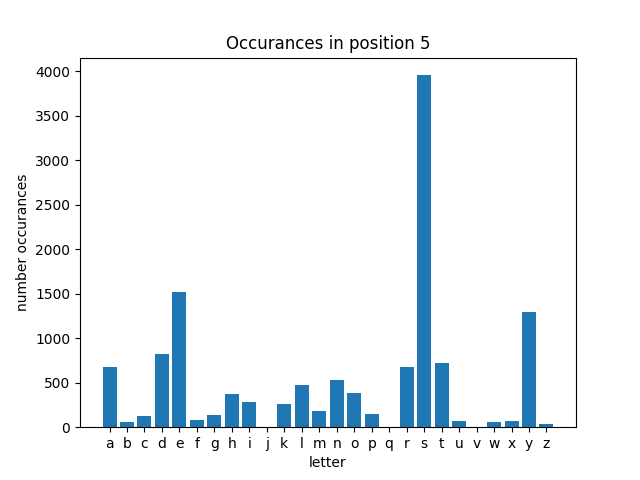 Occurances in position 5
number occurances
4000
3500
3000
2500
2000
1500
1000
500
0
a b c d e f g h i j k l m n o p q r s t u v w x y z
letter